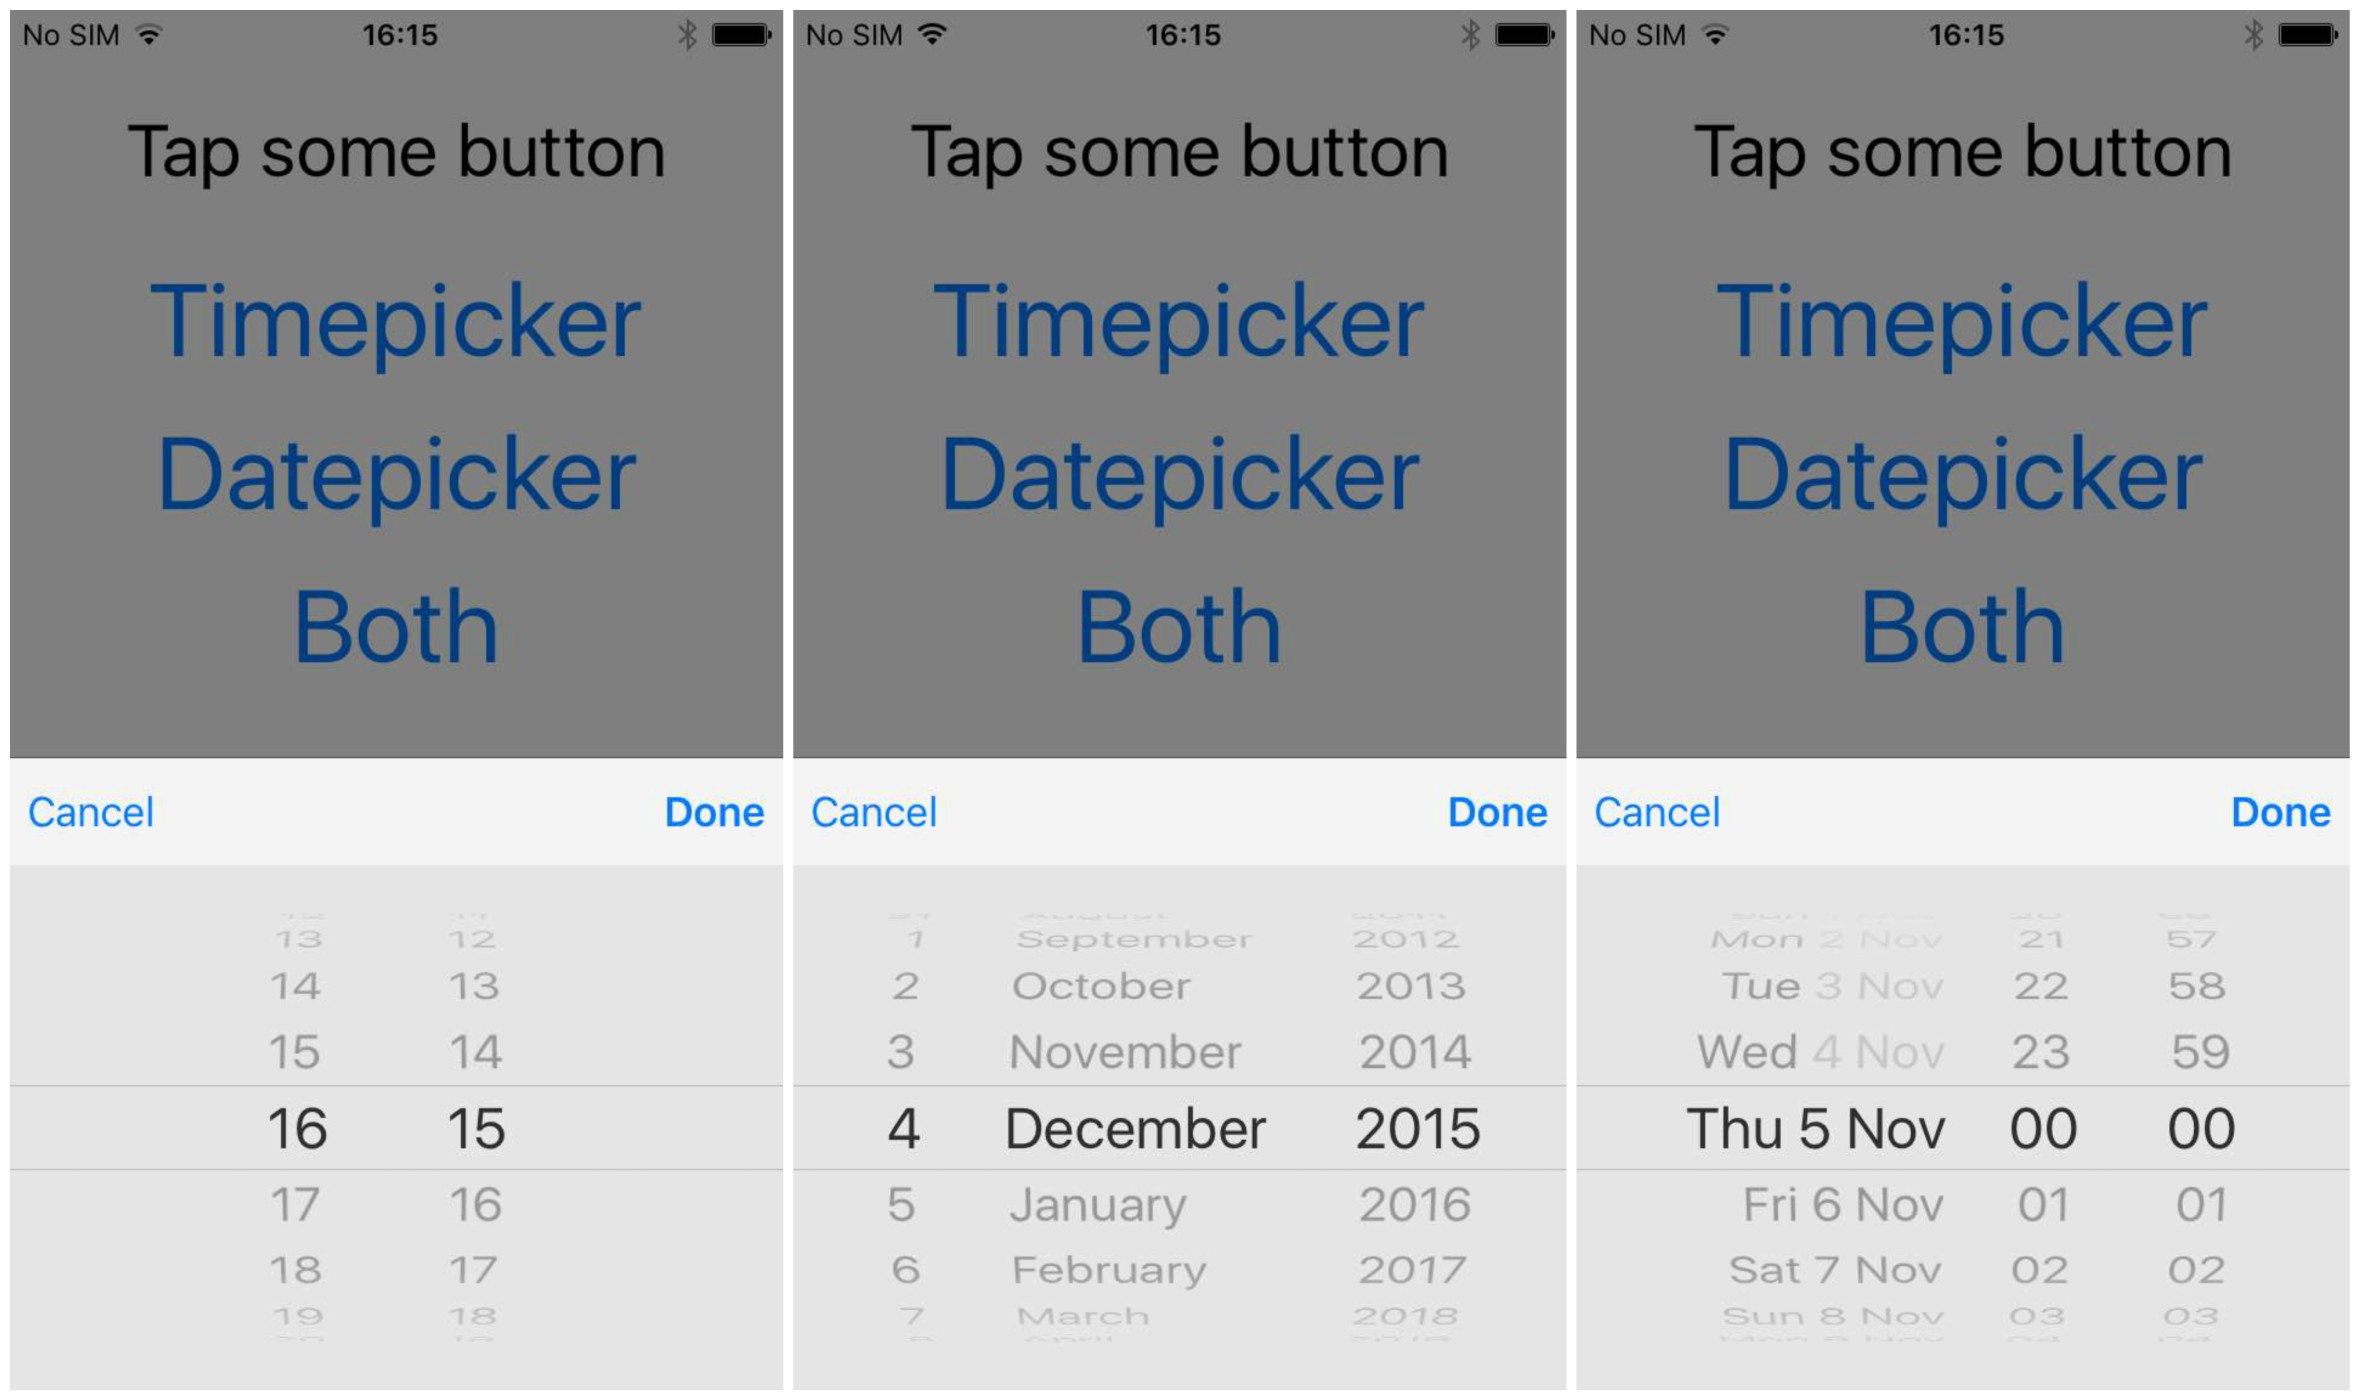 No SIM 16:15
Tap some button
Timepicker
Datepicker
Both
Cancel Done
13 12
14 13
15 14
16 15
17 16
18 17
19 18
No SIM 16:15
Tap some button
Timepicker
Datepicker
Both
Cancel Done
August 2011
1 September 2012
2 October 2013
3 November 2014
4 December 2015
5 January 2016
6 February 2017
7 March 2018
April
No SIM 16:15
Tap some button
Timepicker
Datepicker
Both
Cancel Done
Mon 2 Nov 21 57
Tue 3 Nov 22 58
Wed 4 Nov 23 59
Thu 5 Nov 00 00
Fri 6 Nov 01 01
Sat 7 Nov 02 02
Sun 8 Nov 03 03